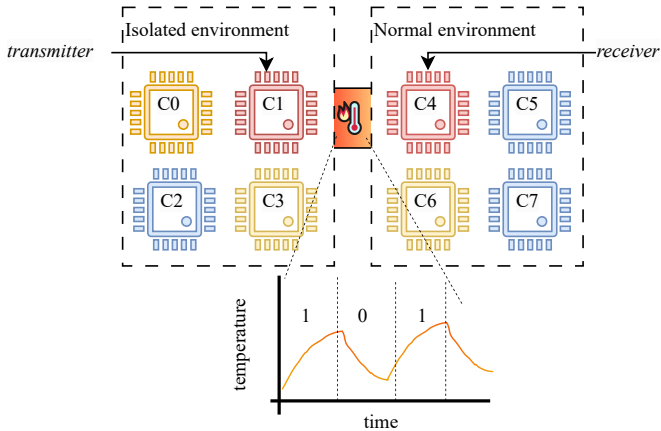 Isolated environment
Normal environment
transmitter
receiver
C0
C1
C4
C5
C2
C3
C6
C7
1
0
1
temperature
time